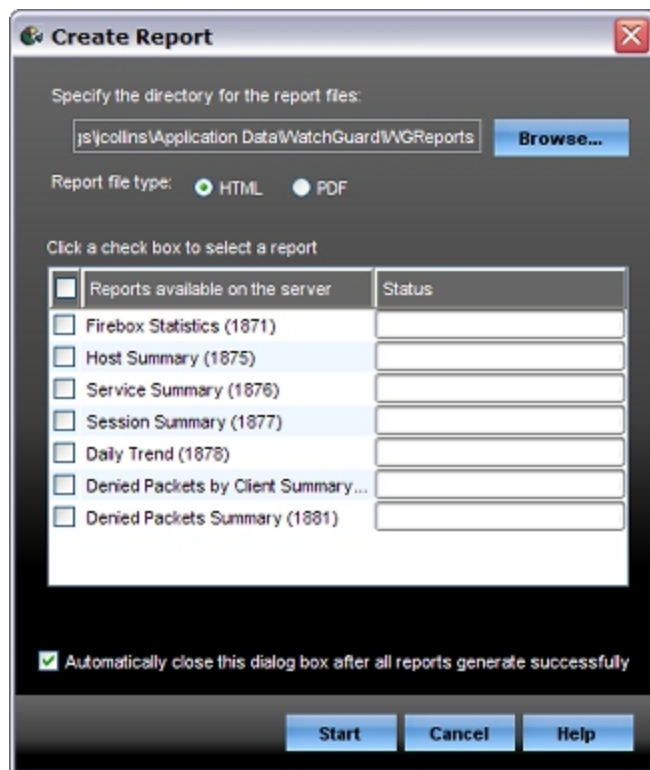 Create Report
Specify the directory for the report files:
js\jcollins\Application Data\WatchGuard\WGReports
Browse...
Report file type: HTML PDF
Click a check box to select a report
Reports available on the server Status
Firebox Statistics (1871)
Host Summary (1875)
Service Summary (1876)
Session Summary (1877)
Daily Trend (1878)
Denied Packets by Client Summary...
Denied Packets Summary (1881)
Automatically close this dialog box after all reports generate successfully
Start Cancel Help